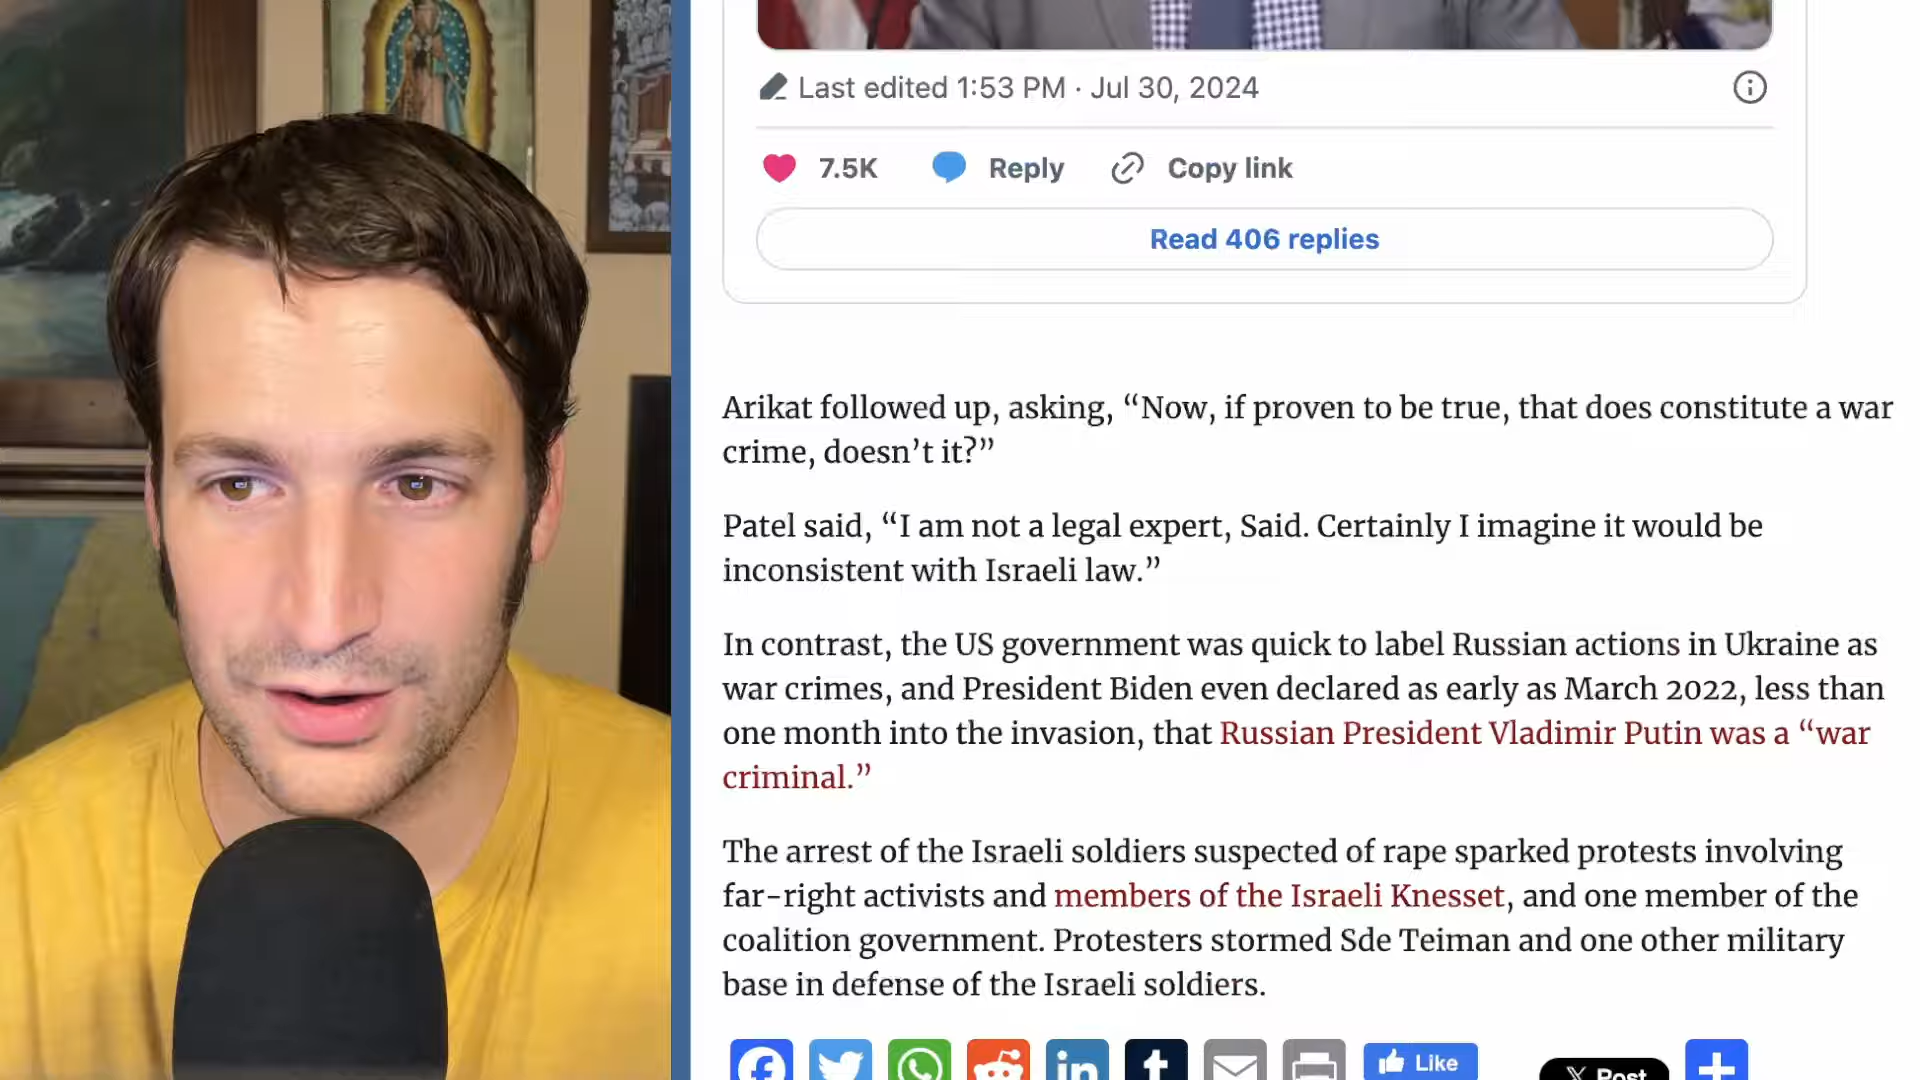 Last edited 1:53 PM · Jul 30, 2024
7.5K Reply Copy link
Read 406 replies
Arikat followed up, asking, “Now, if proven to be true, that does constitute a war
crime, doesn’t it?”
Patel said, “I am not a legal expert, Said. Certainly I imagine it would be
inconsistent with Israeli law.”
In contrast, the US government was quick to label Russian actions in Ukraine as
war crimes, and President Biden even declared as early as March 2022, less than
one month into the invasion, that Russian President Vladimir Putin was a “war
criminal.”
The arrest of the Israeli soldiers suspected of rape sparked protests involving
far-right activists and members of the Israeli Knesset, and one member of the
coalition government. Protesters stormed Sde Teiman and one other military
base in defense of the Israeli soldiers.
Like X Post